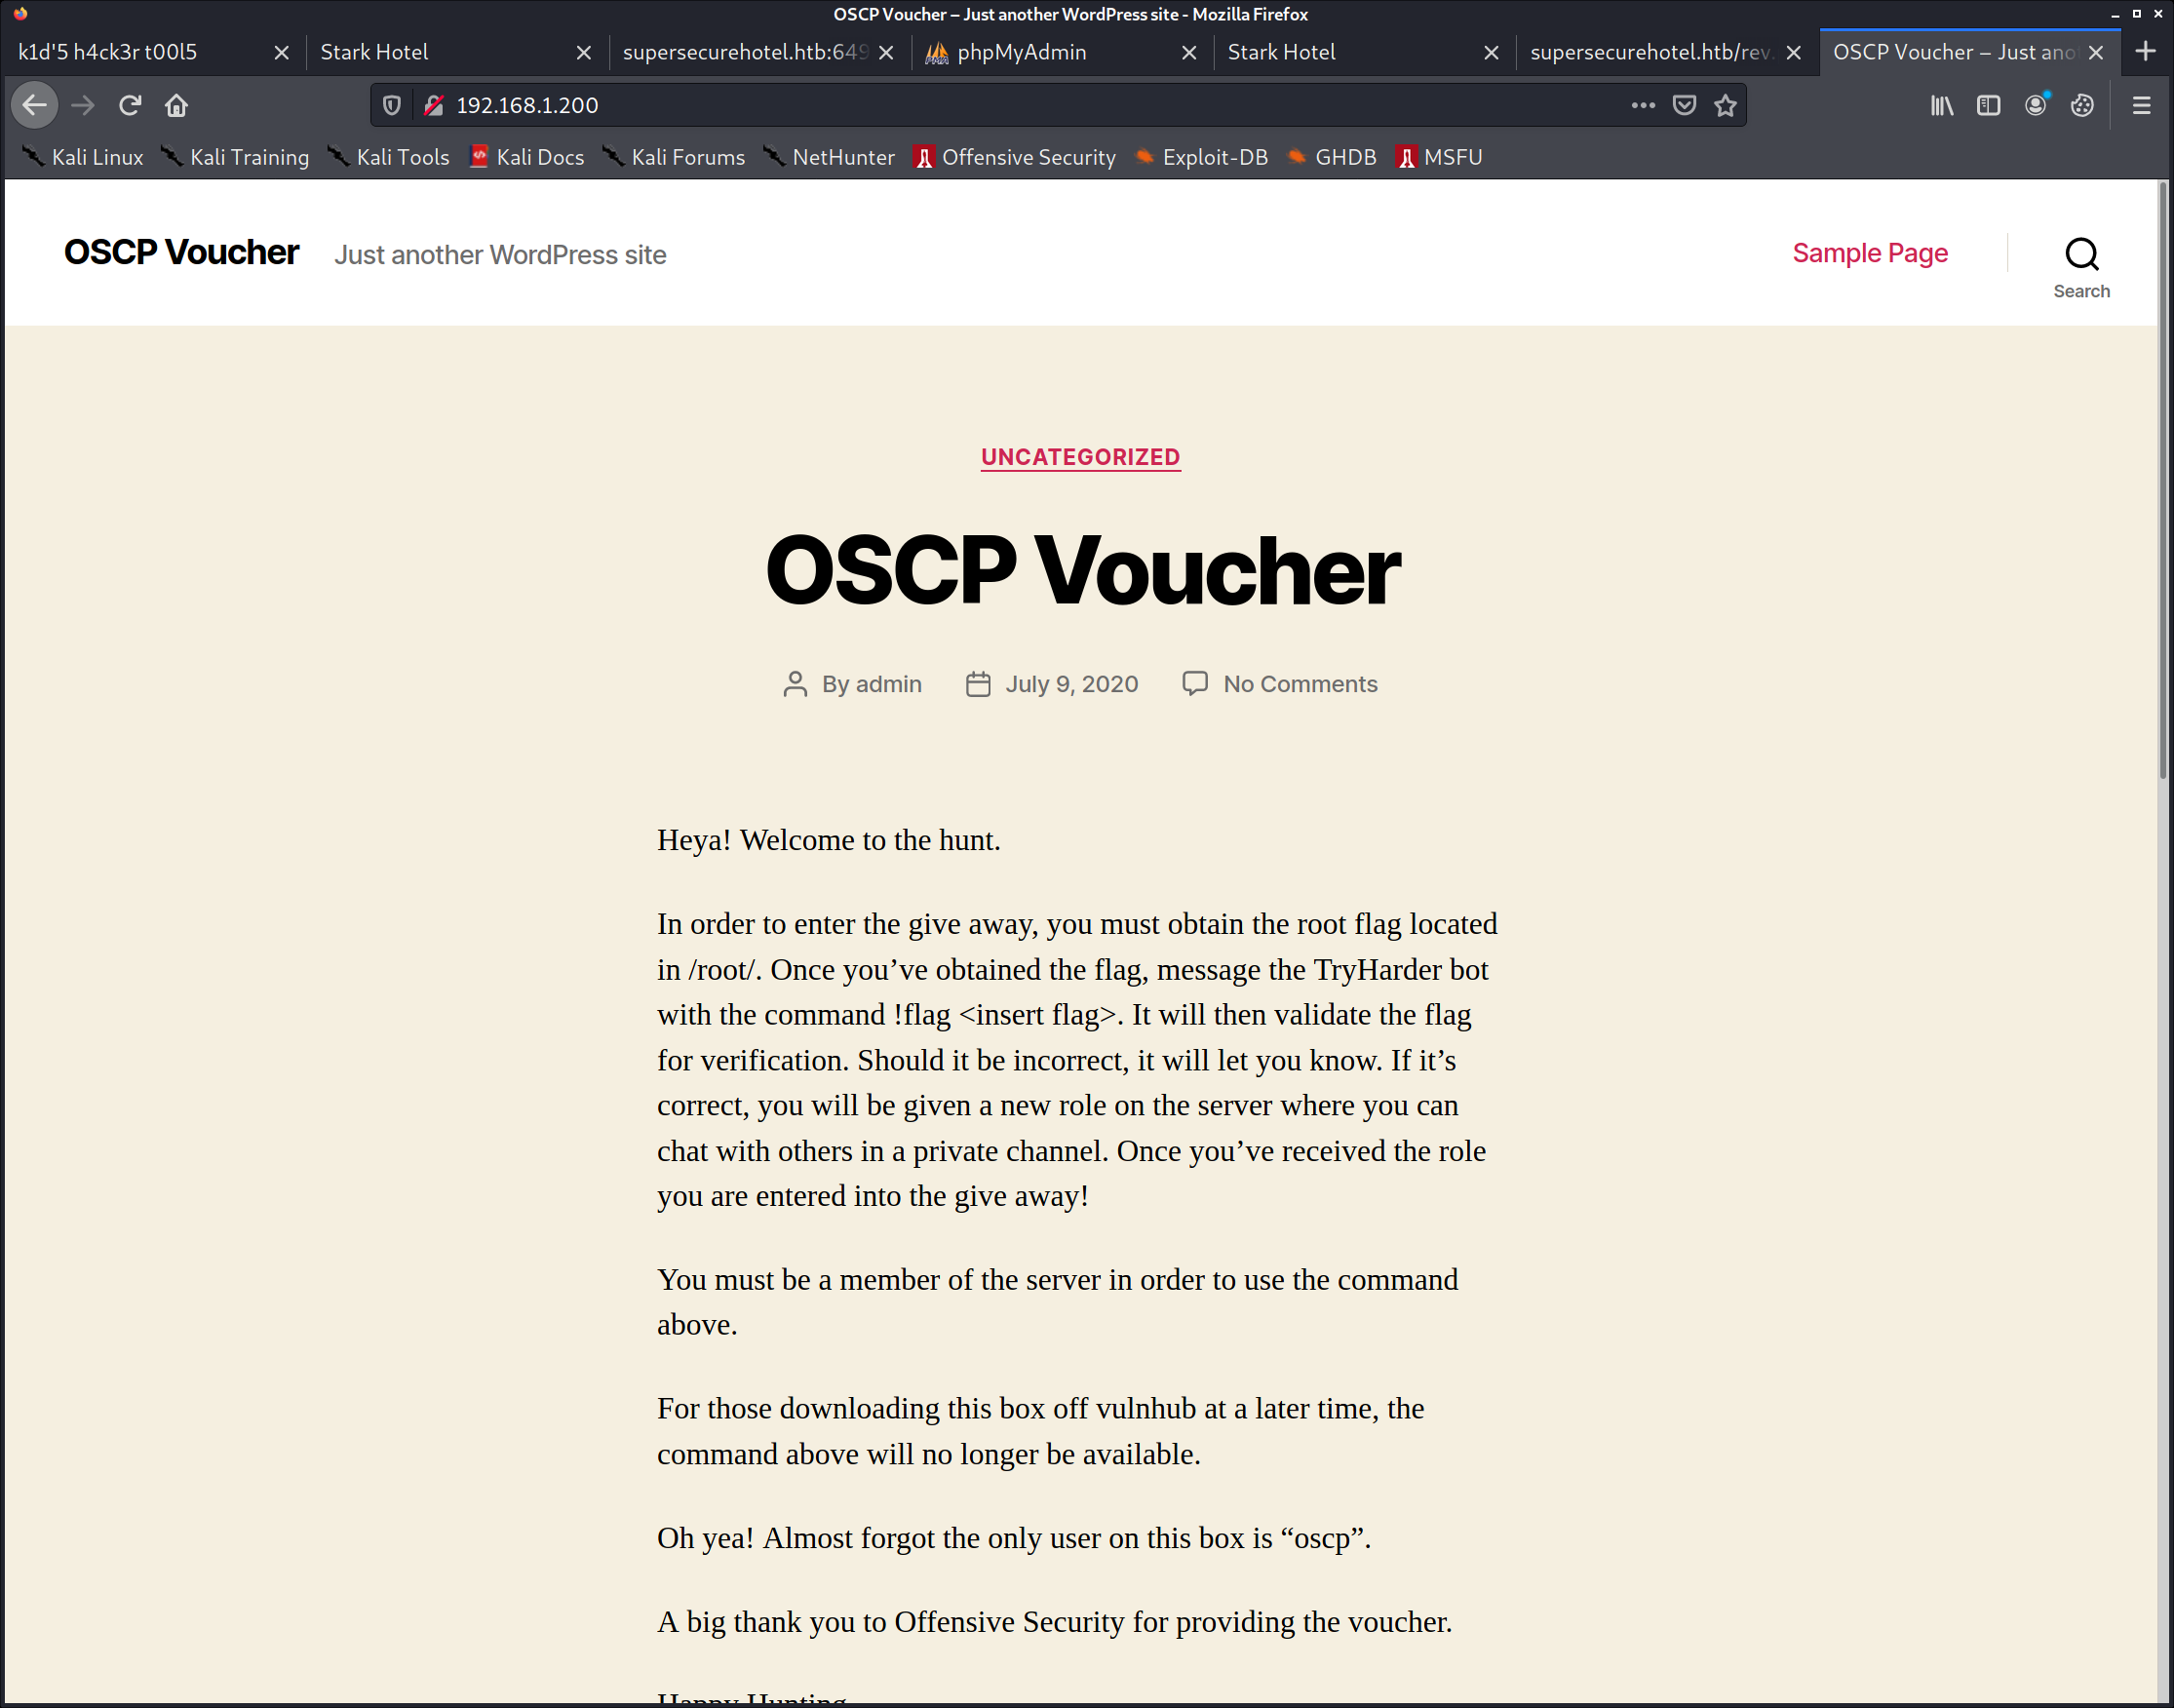 OSCP Voucher – Just another WordPress site - Mozilla Firefox
k1d'5 h4ck3r t00l5
Stark Hotel
supersecurehotel.htb:649
phpMyAdmin
Stark Hotel
supersecurehotel.htb/rev.
OSCP Voucher – Just ano
192.168.1.200
Kali Linux
Kali Training
Kali Tools
Kali Docs
Kali Forums
NetHunter
Offensive Security
Exploit-DB
GHDB
MSFU
OSCP Voucher
Just another WordPress site
Sample Page
Search
UNCATEGORIZED
OSCP Voucher
By admin
July 9, 2020
No Comments
Heya! Welcome to the hunt.
In order to enter the give away, you must obtain the root flag located
in /root/. Once you’ve obtained the flag, message the TryHarder bot
with the command !flag <insert flag>. It will then validate the flag
for verification. Should it be incorrect, it will let you know. If it’s
correct, you will be given a new role on the server where you can
chat with others in a private channel. Once you’ve received the role
you are entered into the give away!
You must be a member of the server in order to use the command
above.
For those downloading this box off vulnhub at a later time, the
command above will no longer be available.
Oh yea! Almost forgot the only user on this box is “oscp”.
A big thank you to Offensive Security for providing the voucher.
Happy Hunting